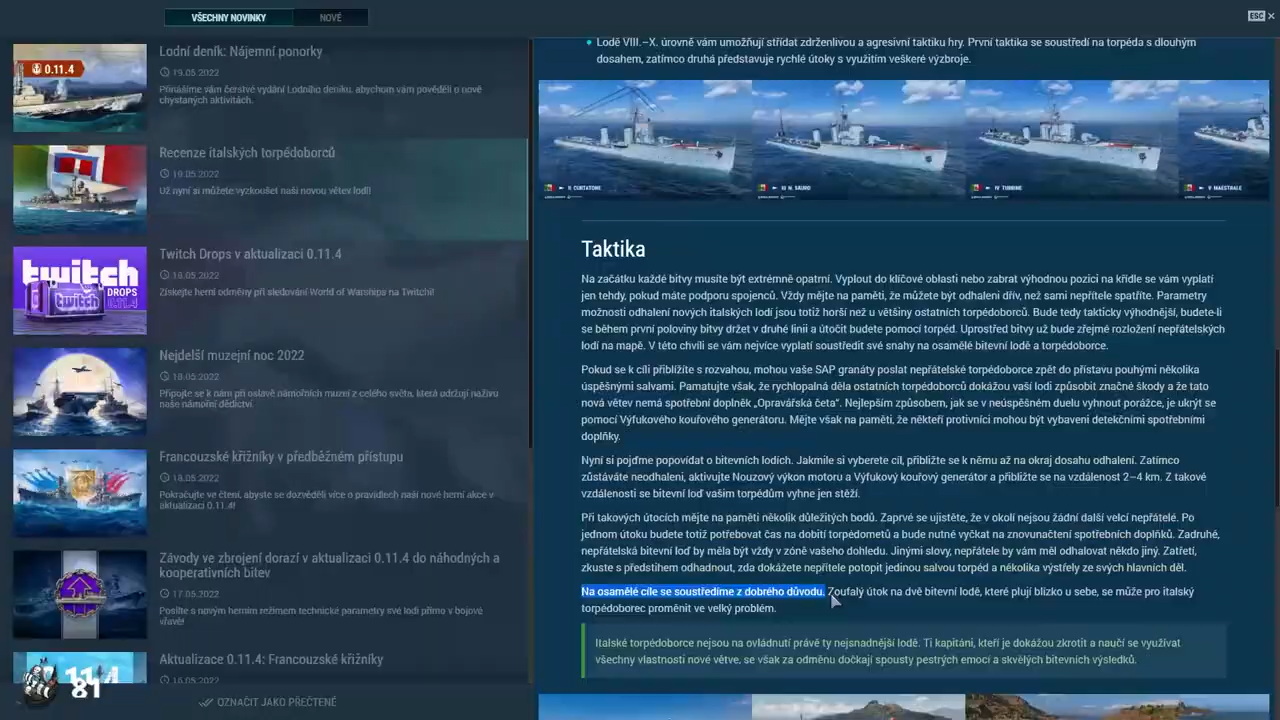 VŠECHNY NOVINKY
NOVÉ
ESC
0.11.4
Lodní deník: Nájemní ponorky
19.05.2022
Přinášíme vám čerstvé vydání Lodního deníku, abychom vám pověděli o nově
chystaných aktivitách.
Recenze italských torpédoborců
19.05.2022
Už nyní si můžete vyzkoušet naši novou větev lodí!
twitch
DROPS
0.11.4
twitch
Twitch Drops v aktualizaci 0.11.4
18.05.2022
Získejte herní odměny při sledování World of Warships na Twitchi!
Nejdelší muzejní noc 2022
18.05.2022
Připojte se k nám při oslavě námořních muzeí z celého světa, která udržují naživu
naše námořní dědictví.
Francouzské křižníky v předběžném přístupu
18.05.2022
Pokračujte ve čtení, abyste se dozvěděli více o pravidlech naší nové herní akce v
aktualizaci 0.11.4!
Závody ve zbrojení dorazí v aktualizaci 0.11.4 do náhodných a
kooperativních bitev
17.05.2022
Posilte s novým herním režimem technické parametry své lodi přímo v bojové
vřavě!
Aktualizace 0.11.4: Francouzské křižníky
81
OZNAČIT JAKO PŘEČTENÉ
Lodě VIII.–X. úrovně vám umožňují střídat zdrženlivou a agresivní taktiku hry. První taktika se soustředí na torpéda s dlouhým
dosahem, zatímco druhá představuje rychlé útoky s využitím veškeré výzbroje.
II CURTATONE
III N. SAURO
IV TURBINE
V MAESTRALE
Taktika
Na začátku každé bitvy musíte být extrémně opatrní. Vyplout do klíčové oblasti nebo zabrat výhodnou pozici na křídle se vám vyplatí
jen tehdy, pokud máte podporu spojenců. Vždy mějte na paměti, že můžete být odhaleni dřív, než sami nepřítele spatříte. Parametry
možnosti odhalení nových italských lodí jsou totiž horší než u většiny ostatních torpédoborců. Bude tedy takticky výhodnější, budete-li
se během první poloviny bitvy držet v druhé linii a útočit budete pomocí torpéd. Uprostřed bitvy už bude zřejmé rozložení nepřátelských
lodí na mapě. V této chvíli se vám nejvíce vyplatí soustředit své snahy na osamělé bitevní lodě a torpédoborce.
Pokud se k cíli přiblížíte s rozvahou, mohou vaše SAP granáty poslat nepřátelské torpédoborce zpět do přístavu pouhými několika
úspěšnými salvami. Pamatujte však, že rychlopalná děla ostatních torpédoborců dokážou vaší lodi způsobit značné škody a že tato
nová větev nemá spotřební doplněk „Opravářská četa“. Nejlepším způsobem, jak se v neúspěšném duelu vyhnout porážce, je ukrýt se
pomocí Výfukového kouřového generátoru. Mějte však na paměti, že někteří protivníci mohou být vybaveni detekčními spotřebními
doplňky.
Nyní si pojďme popovídat o bitevních lodích. Jakmile si vyberete cíl, přibližte se k němu až na okraj dosahu odhalení. Zatímco
zůstáváte neodhaleni, aktivujte Nouzový výkon motoru a Výfukový kouřový generátor a přibližte se na vzdálenost 2–4 km. Z takové
vzdálenosti se bitevní loď vašim torpédům vyhne jen stěží.
Při takových útocích mějte na paměti několik důležitých bodů. Zaprvé se ujistěte, že v okolí nejsou žádní další velcí nepřátelé. Po
jednom útoku budete totiž potřebovat čas na dobití torpédometů a bude nutné vyčkat na znovunačtení spotřebních doplňků. Zadruhé,
nepřátelská bitevní loď by měla být vždy v zóně vašeho dohledu. Jinými slovy, nepřátele by vám měl odhalovat někdo jiný. Zatřetí,
zkuste s předstihem odhadnout, zda dokážete nepřítele potopit jedinou salvou torpéd a několika výstřely ze svých hlavních děl.
Na osamělé cíle se soustředíme z dobrého důvodu. Zoufalý útok na dvě bitevní lodě, které plují blízko u sebe, se může pro italský
torpédoborec proměnit ve velký problém.
Italské torpédoborce nejsou na ovládnutí právě ty nejsnadnější lodě. Ti kapitáni, kteří je dokážou zkrotit a naučí se využívat
všechny vlastnosti nové větve, se však za odměnu dočkají spousty pestrých emocí a skvělých bitevních výsledků.